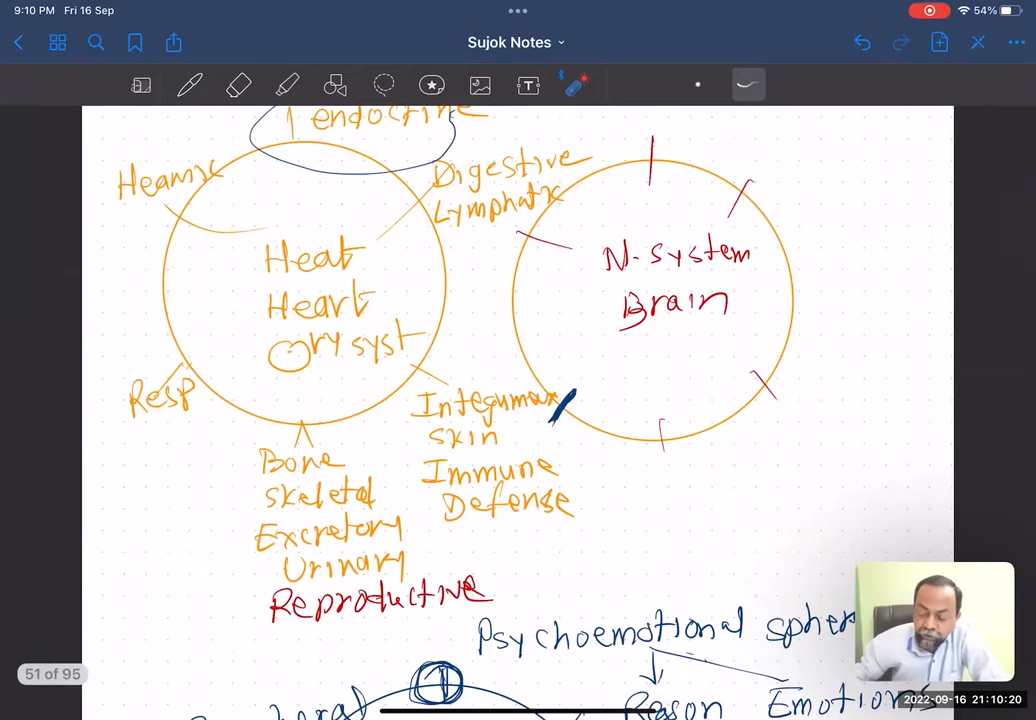 9:10 PM Fri 16 Sep
54%
Sujok Notes
1 endocrine
Heamic
Digestive
Lymphatic
Heat
Heart
ory syst
Resp
Integumax
Skin
Immune
Defense
Bone
Skeletal
Excretory
Urinary
Reproductive
N-System
Brain
Psychoemotional spher
1
Reason
Emotions
51 of 95
2022-09-16 21:10:20